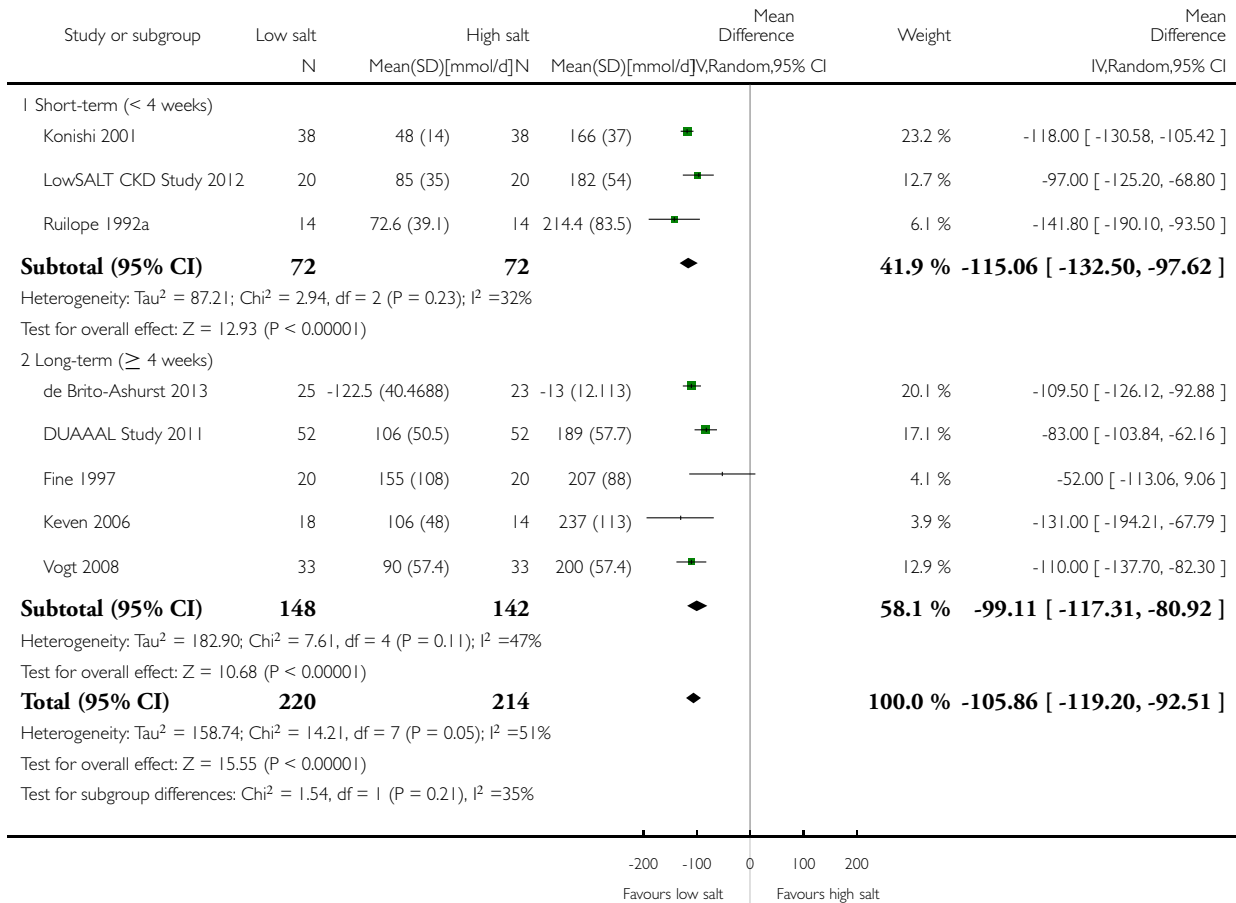 Study or subgroup Low salt High salt Mean Difference Weight Mean Difference
N Mean(SD)[mmol/d] N Mean(SD)[mmol/d] IV,Random,95% CI IV,Random,95% CI
1 Short-term (< 4 weeks)
Konishi 2001 38 48 (14) 38 166 (37) 23.2 % -118.00 [ -130.58, -105.42 ]
LowSALT CKD Study 2012 20 85 (35) 20 182 (54) 12.7 % -97.00 [ -125.20, -68.80 ]
Ruilope 1992a 14 72.6 (39.1) 14 214.4 (83.5) 6.1 % -141.80 [ -190.10, -93.50 ]
Subtotal (95% CI) 72 72 41.9 % -115.06 [ -132.50, -97.62 ]
Heterogeneity: Tau² = 87.21; Chi² = 2.94, df = 2 (P = 0.23); I² =32%
Test for overall effect: Z = 12.93 (P < 0.00001)
2 Long-term (≥ 4 weeks)
de Brito-Ashurst 2013 25 -122.5 (40.4688) 23 -13 (12.113) 20.1 % -109.50 [ -126.12, -92.88 ]
DUAAAL Study 2011 52 106 (50.5) 52 189 (57.7) 17.1 % -83.00 [ -103.84, -62.16 ]
Fine 1997 20 155 (108) 20 207 (88) 4.1 % -52.00 [ -113.06, 9.06 ]
Keven 2006 18 106 (48) 14 237 (113) 3.9 % -131.00 [ -194.21, -67.79 ]
Vogt 2008 33 90 (57.4) 33 200 (57.4) 12.9 % -110.00 [ -137.70, -82.30 ]
Subtotal (95% CI) 148 142 58.1 % -99.11 [ -117.31, -80.92 ]
Heterogeneity: Tau² = 182.90; Chi² = 7.61, df = 4 (P = 0.11); I² =47%
Test for overall effect: Z = 10.68 (P < 0.00001)
Total (95% CI) 220 214 100.0 % -105.86 [ -119.20, -92.51 ]
Heterogeneity: Tau² = 158.74; Chi² = 14.21, df = 7 (P = 0.05); I² =51%
Test for overall effect: Z = 15.55 (P < 0.00001)
Test for subgroup differences: Chi² = 1.54, df = 1 (P = 0.21), I² =35%
-200 -100 0 100 200
Favours low salt Favours high salt